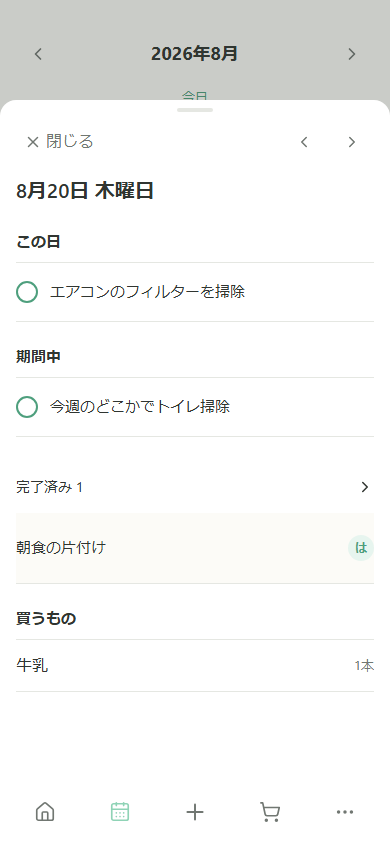 2026年8月
今日
閉じる
8月20日 木曜日
この日
エアコンのフィルターを掃除
期間中
今週のどこかでトイレ掃除
完了済み 1
朝食の片付け
は
買うもの
牛乳
1本